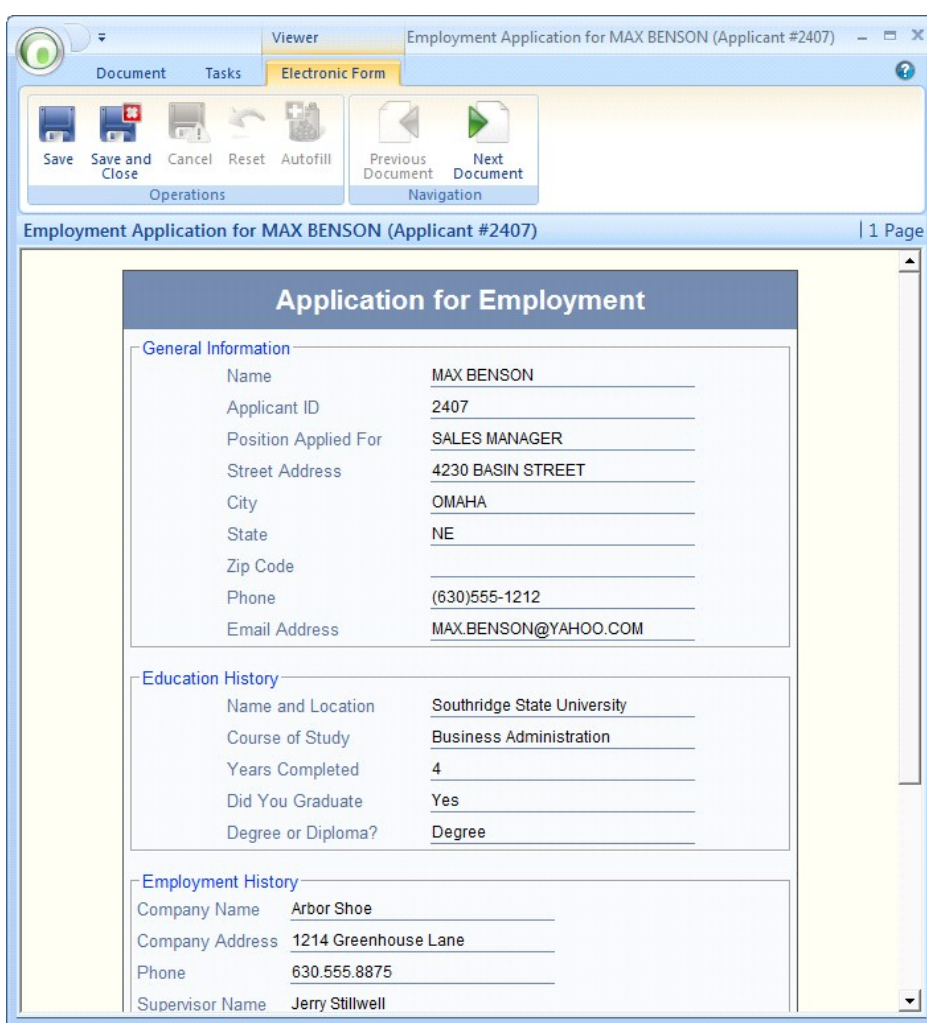 Viewer
Employment Application for MAX BENSON (Applicant #2407)
Document Tasks Electronic Form
Save
Save and Close
Cancel
Reset
Autofill
Previous Document
Next Document
Operations
Navigation
Employment Application for MAX BENSON (Applicant #2407) | 1 Page
Application for Employment
General Information
Name MAX BENSON
Applicant ID 2407
Position Applied For SALES MANAGER
Street Address 4230 BASIN STREET
City OMAHA
State NE
Zip Code
Phone (630)555-1212
Email Address MAX.BENSON@YAHOO.COM
Education History
Name and Location Southridge State University
Course of Study Business Administration
Years Completed 4
Did You Graduate Yes
Degree or Diploma? Degree
Employment History
Company Name Arbor Shoe
Company Address 1214 Greenhouse Lane
Phone 630.555.8875
Supervisor Name Jerry Stillwell